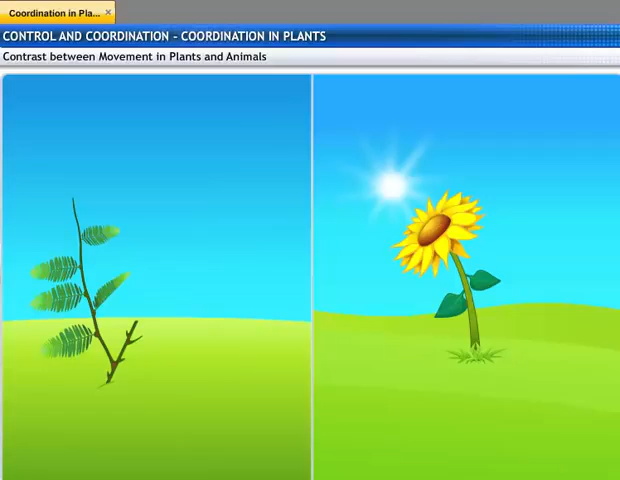 Coordination in Pla...
CONTROL AND COORDINATION - COORDINATION IN PLANTS
Contrast between Movement in Plants and Animals